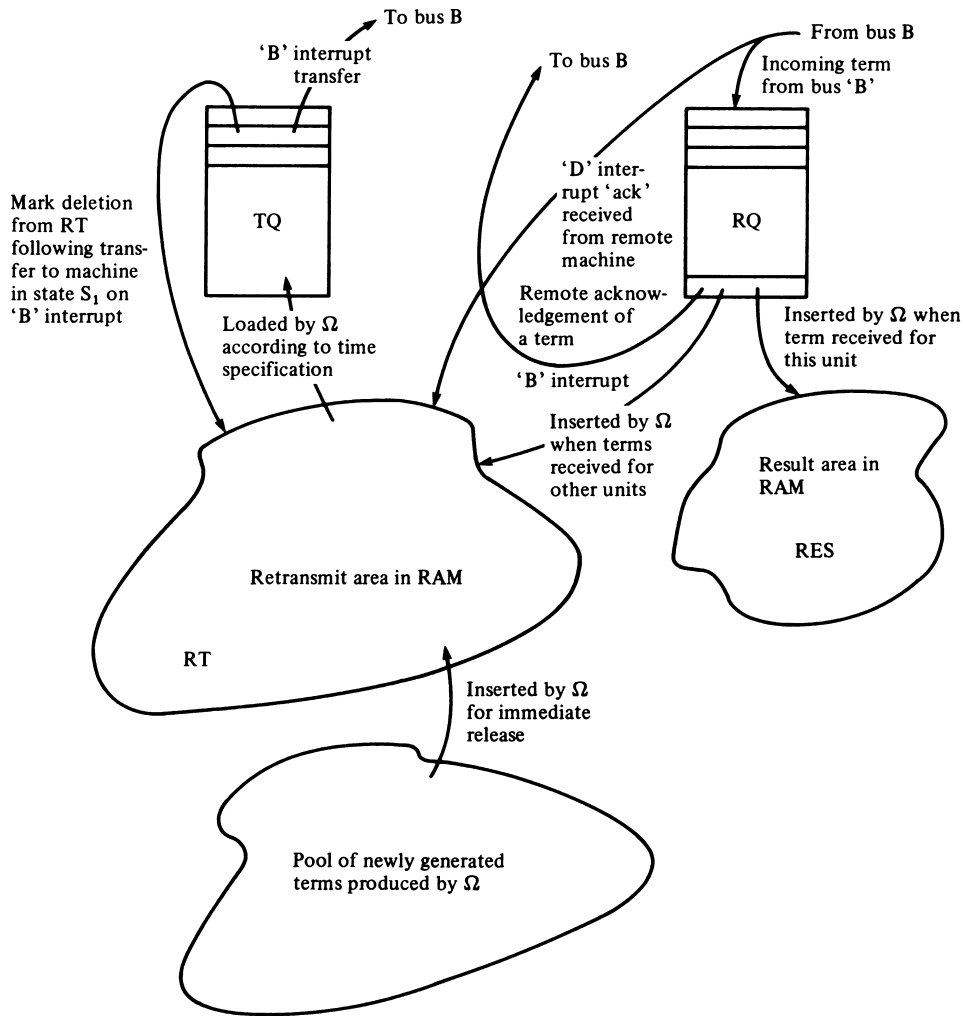 To bus B
‘B’ interrupt
transfer
To bus B
From bus B
Incoming term
from bus ‘B’
Mark deletion
from RT
following trans-
fer to machine
in state S₁ on
‘B’ interrupt
TQ
‘D’ inter-
rupt ‘ack’
received
from remote
machine
RQ
Loaded by Ω
according to time
specification
Remote acknow-
ledgement of
a term
‘B’ interrupt
Inserted by Ω when
term received for
this unit
Inserted by Ω
when terms
received for
other units
Result area in
RAM
RES
Retransmit area in RAM
RT
Inserted by Ω
for immediate
release
Pool of newly generated
terms produced by Ω